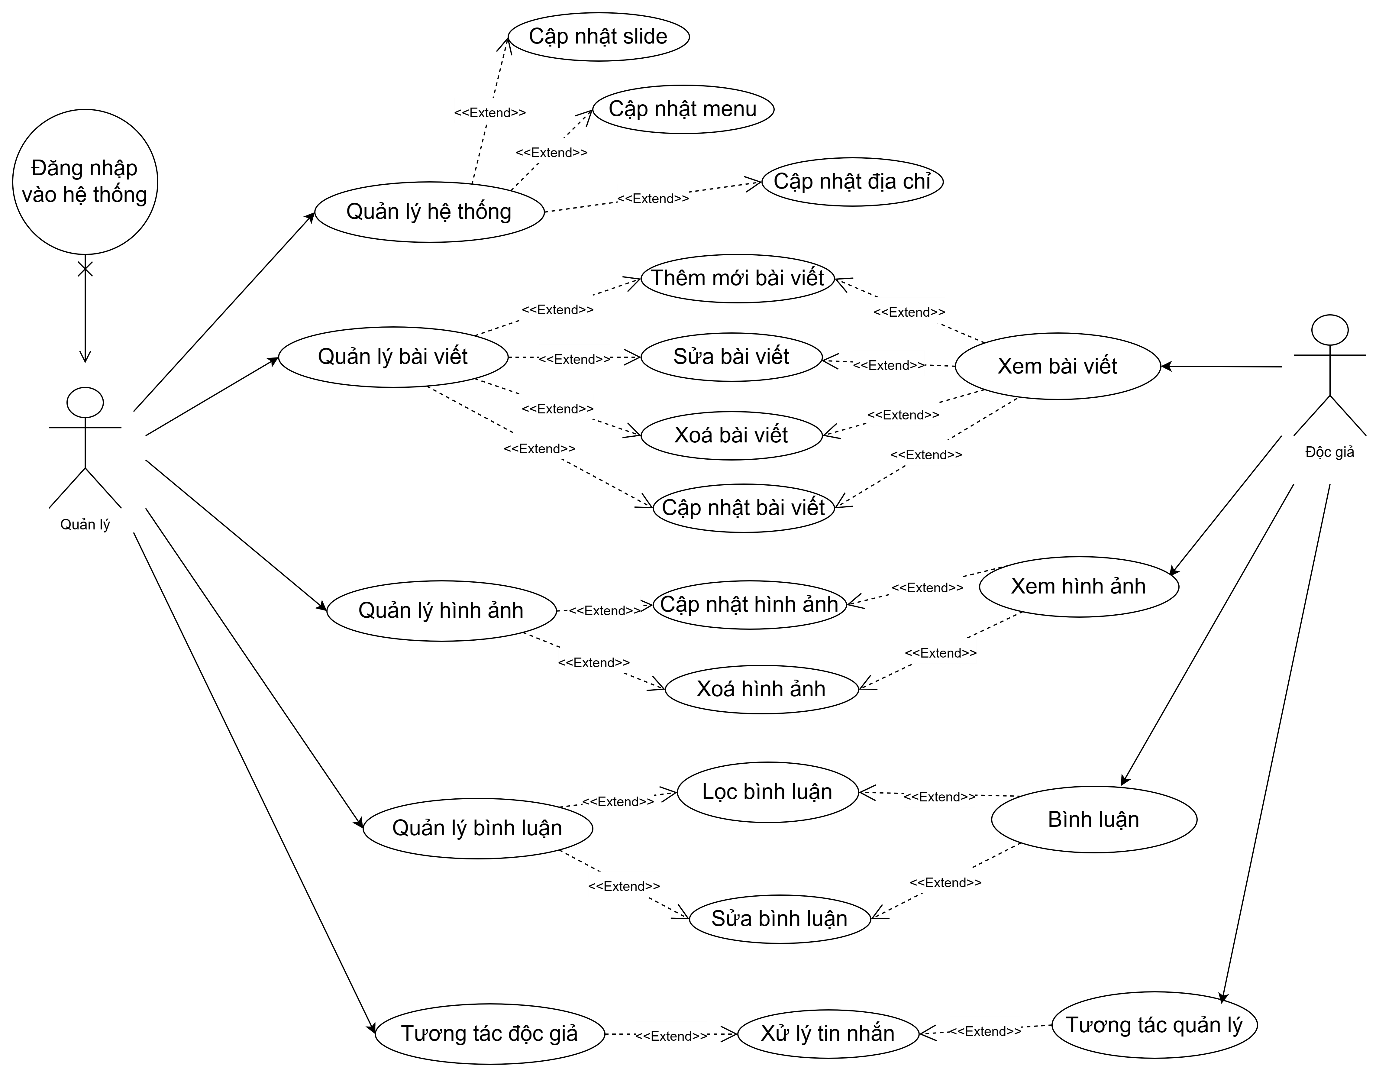 Cập nhật slide
<<Extend>>
Cập nhật menu
<<Extend>>
Đăng nhập
vào hệ thống
Cập nhật địa chỉ
<<Extend>>
Quản lý hệ thống
Thêm mới bài viết
<<Extend>>
<<Extend>>
Quản lý bài viết
<<Extend>>
Sửa bài viết
<<Extend>>
Xem bài viết
<<Extend>>
Xoá bài viết
<<Extend>>
<<Extend>>
<<Extend>>
Độc giả
Cập nhật bài viết
Quản lý
Quản lý hình ảnh
<<Extend>>
Cập nhật hình ảnh
<<Extend>>
Xem hình ảnh
<<Extend>>
<<Extend>>
Xoá hình ảnh
Lọc bình luận
<<Extend>>
<<Extend>>
Quản lý bình luận
Bình luận
<<Extend>>
<<Extend>>
Sửa bình luận
Tương tác độc giả
<<Extend>>
Xử lý tin nhắn
<<Extend>>
Tương tác quản lý